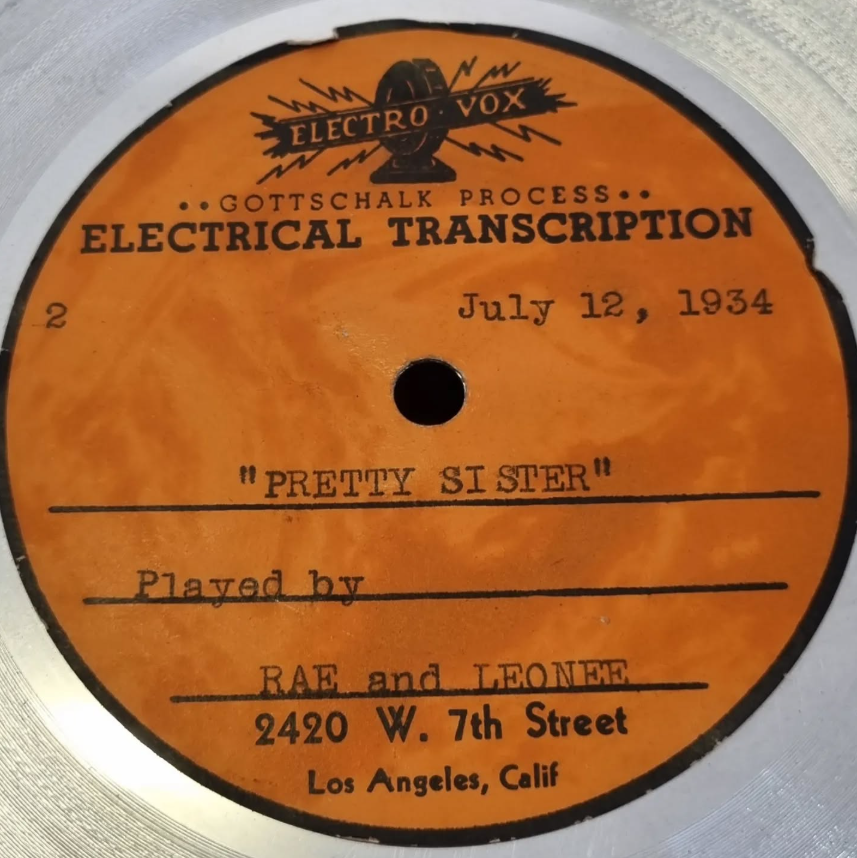 ELECTRO · VOX
··GOTTSCHALK PROCESS··
ELECTRICAL TRANSCRIPTION
2 July 12, 1934
"PRETTY SISTER"
Played by
RAE and LEONEE
2420 W. 7th Street
Los Angeles, Calif